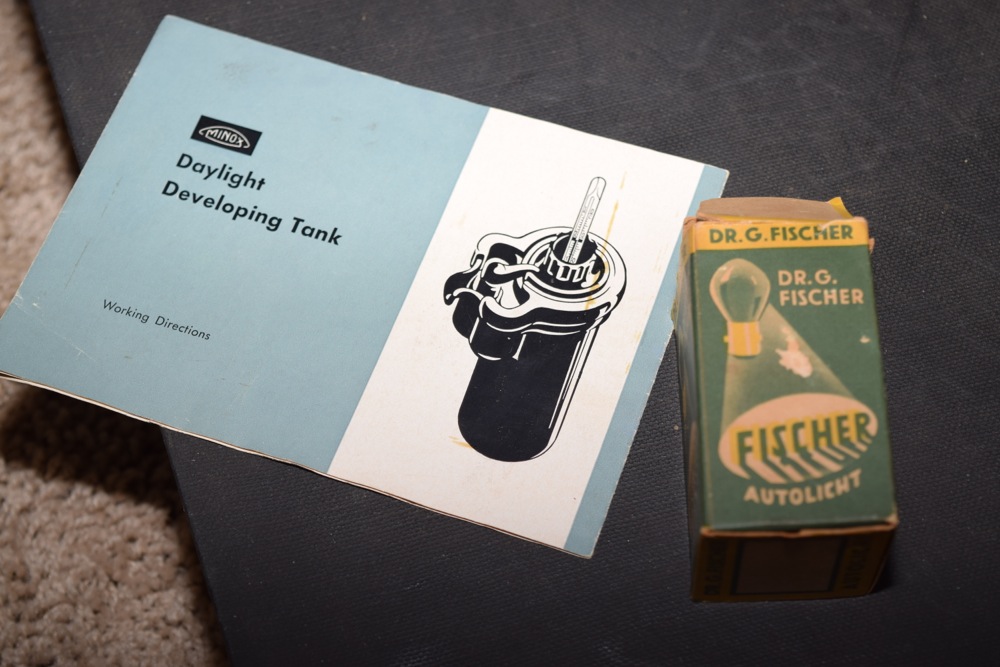 MINOX
Daylight
Developing Tank
Working Directions
DR. G. FISCHER
DR. G.
FISCHER
FISCHER
AUTOLICHT